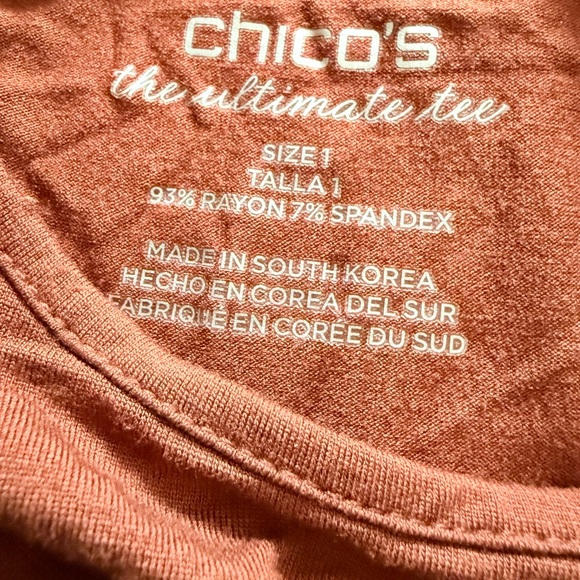 chico's
the ultimate tee
SIZE 1
TALLA 1
93% RAYON 7% SPANDEX
MADE IN SOUTH KOREA
HECHO EN COREA DEL SUR
FABRIQUÉ EN CORÉE DU SUD